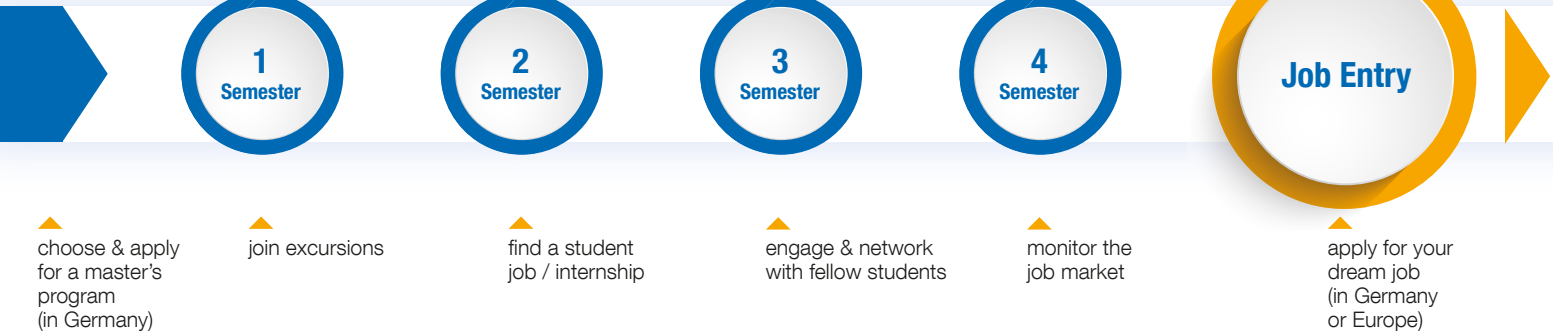 1
Semester
2
Semester
3
Semester
4
Semester
Job Entry
choose & apply
for a master's
program
(in Germany)
join excursions
find a student
job / internship
engage & network
with fellow students
monitor the
job market
apply for your
dream job
(in Germany
or Europe)